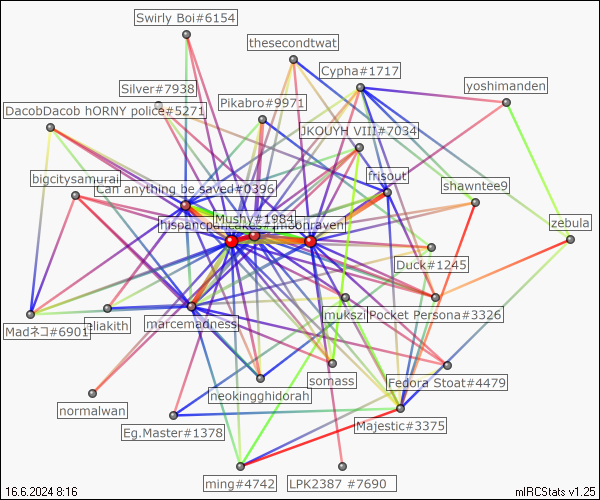 Swirly Boi#6154
thesecondtwat
Cypha#1717
Silver#7938
yoshimanden
DacobDacob hORNY police#5271
Pikabro#9971
JKOUYH VIII#7034
bigcitysamurai
Can anything be saved#0396
frisout
shawntee9
Mushy#1984
hispancpancakes#
moonraven
zebula
Duck#1245
jmukszi
Pocket Persona#3326
Madネコ#6901
eliakith
marcemadness
somass
Fedora Stoat#4479
neokingghidorah
normalwan
Majestic#3375
Eg.Master#1378
ming#4742
LPK2387 #7690
16.6.2024 8:16
mIRCStats v1.25